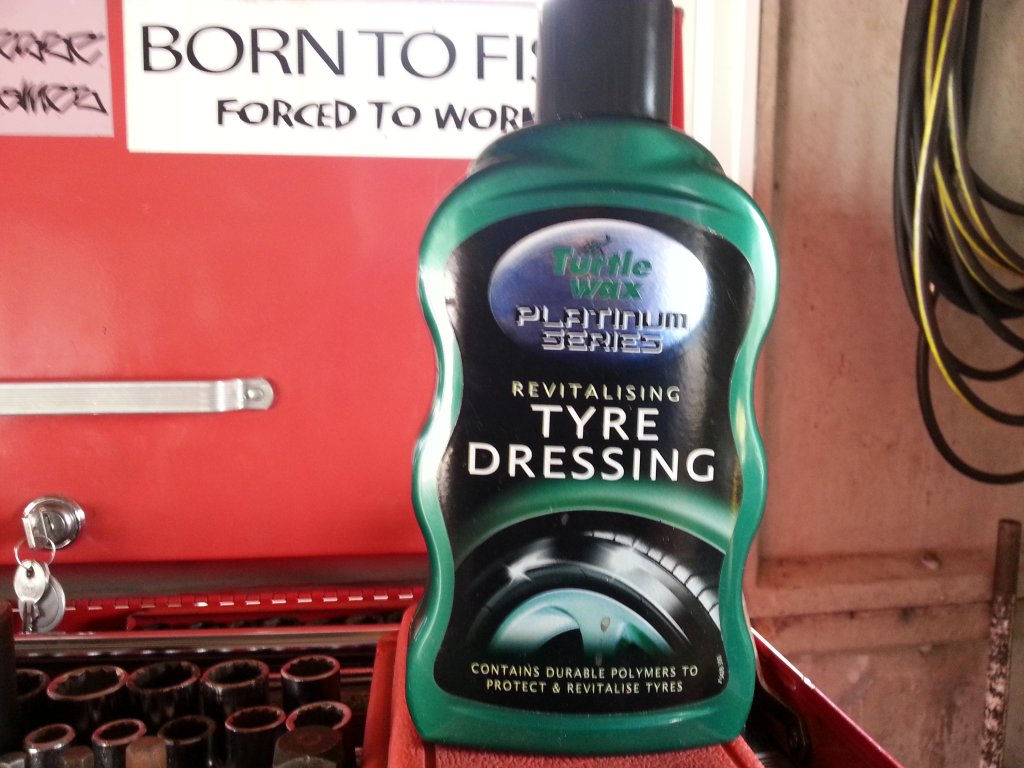 BORN TO FIS
FORCED TO WORK
Turtle
wax
PLATINUM
SERIES
REVITALISING
TYRE
DRESSING
CONTAINS DURABLE POLYMERS TO
PROTECT & REVITALISE TYRES